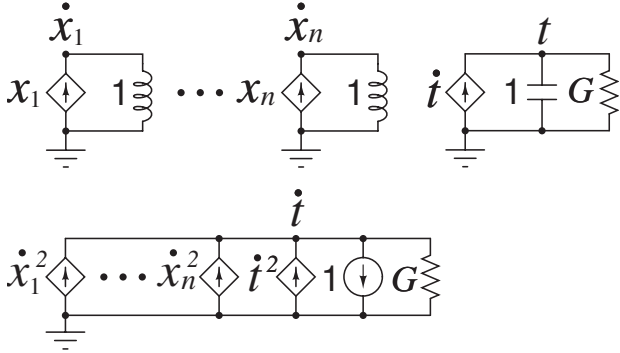 ẋ₁ ẋₙ t
x₁ 1 • • • xₙ 1 ṫ 1 G
ṫ
ẋ₁² • • • ẋₙ² ṫ² 1 G